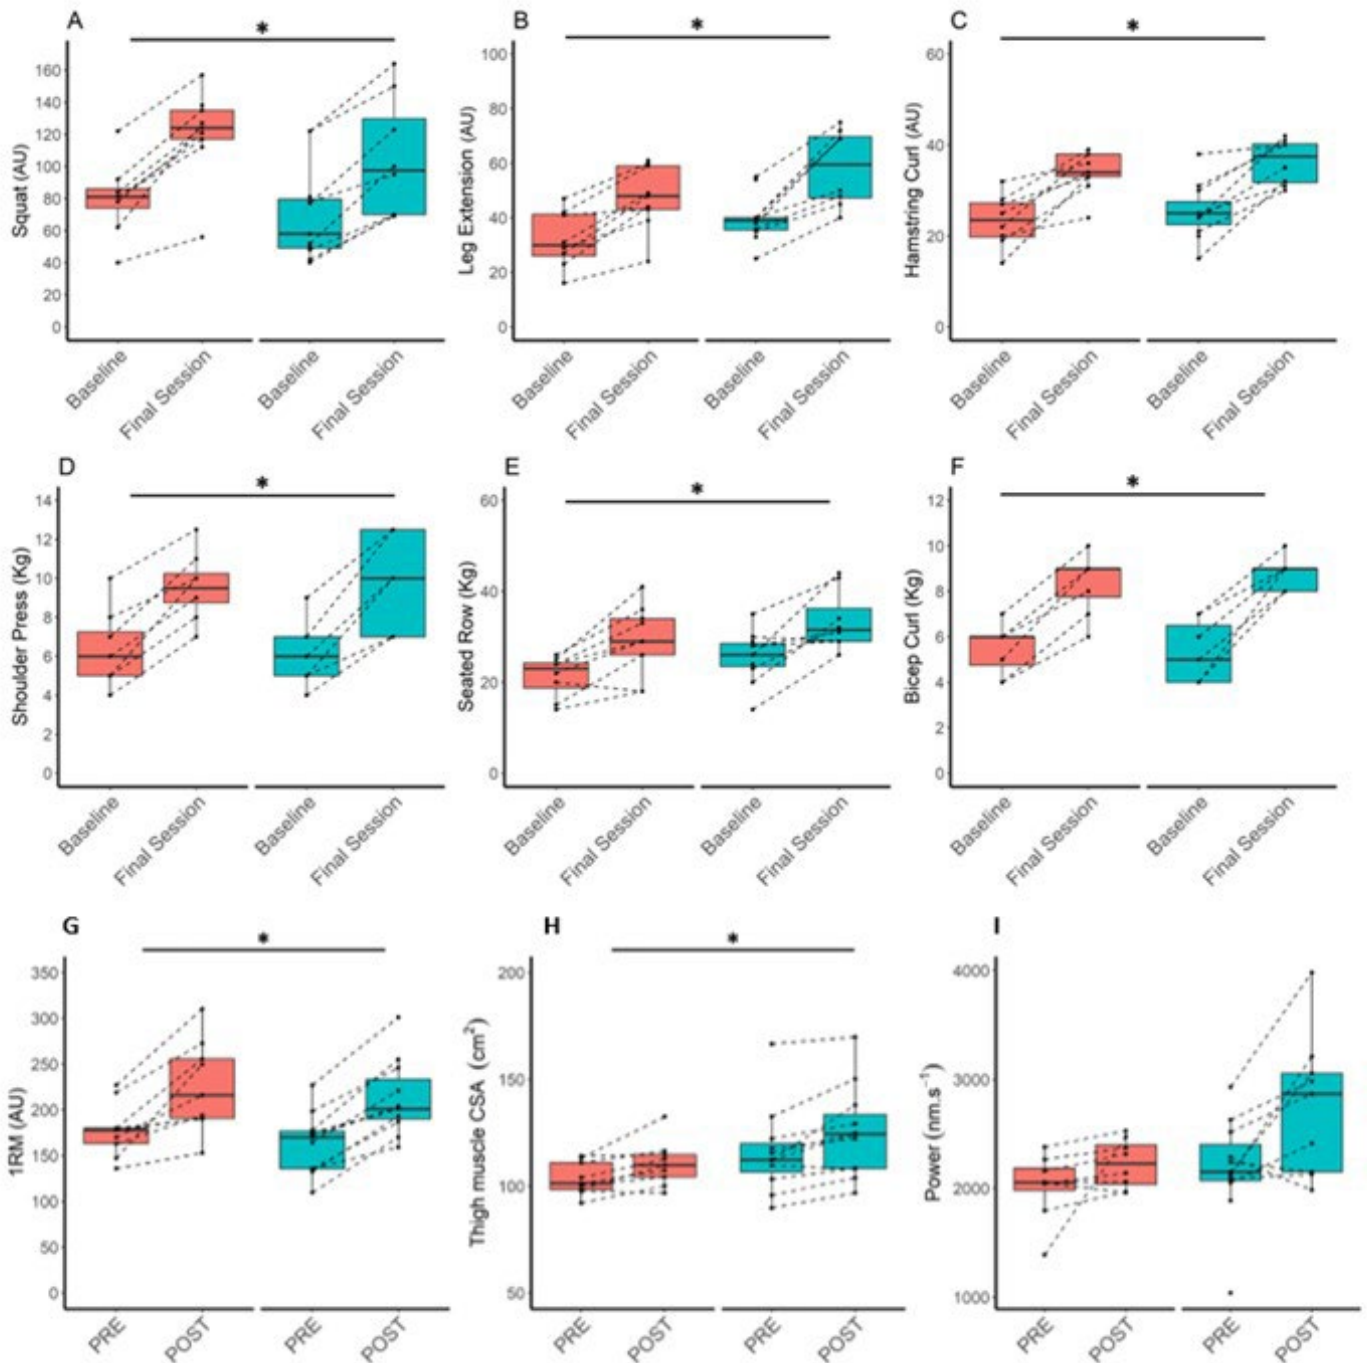 A
*
Squat (AU)
160
140
120
100
80
60
40
20
0
Baseline
Final Session
Baseline
Final Session
B
*
Leg Extension (AU)
100
80
60
40
20
0
Baseline
Final Session
Baseline
Final Session
C
*
Hamstring Curl (AU)
60
40
20
0
Baseline
Final Session
Baseline
Final Session
D
*
Shoulder Press (Kg)
14
12
10
8
6
4
2
0
Baseline
Final Session
Baseline
Final Session
E
*
Seated Row (Kg)
60
40
20
0
Baseline
Final Session
Baseline
Final Session
F
*
Bicep Curl (Kg)
12
10
8
6
4
2
0
Baseline
Final Session
Baseline
Final Session
G
*
1RM (AU)
350
300
250
200
150
100
50
0
PRE
POST
PRE
POST
H
*
Thigh muscle CSA (cm²)
200
150
100
50
PRE
POST
PRE
POST
I
Power (nm.s⁻¹)
4000
3000
2000
1000
PRE
POST
PRE
POST